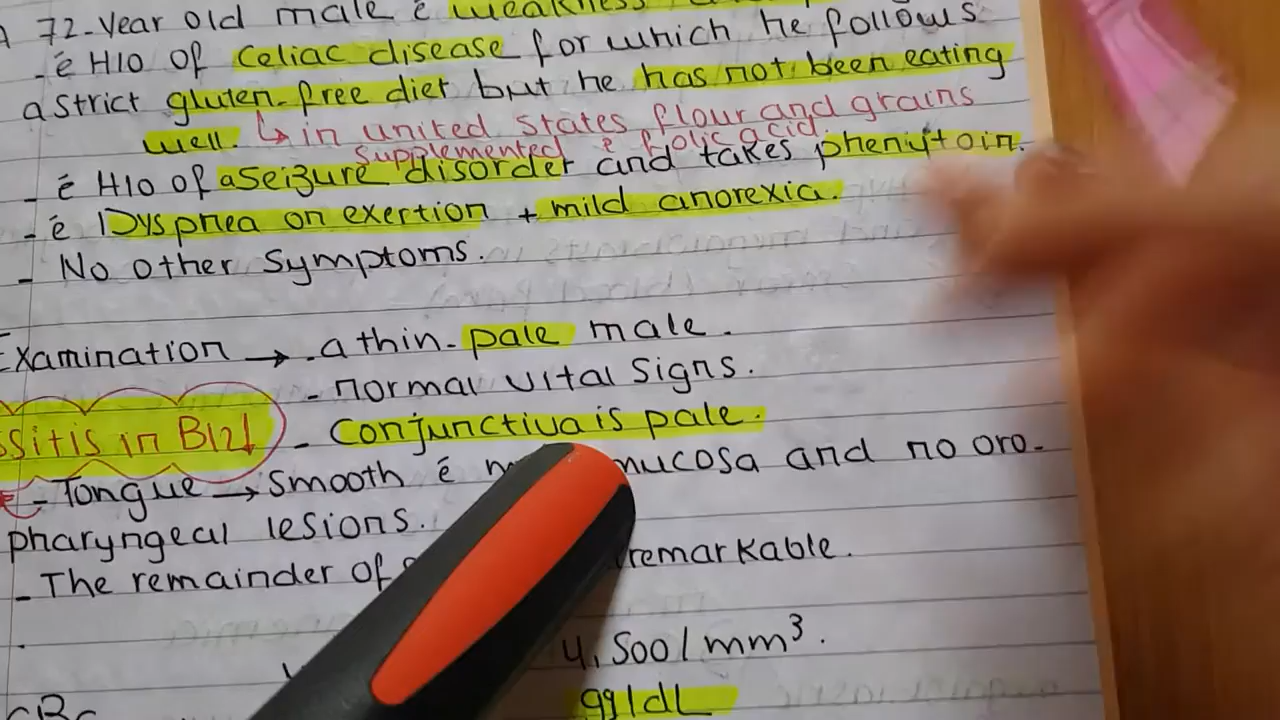 72-Year old male č weakness
- č H/O of Celiac disease for which he follows
a Strict gluten-free diet but he has not been eating
well. ↳ in united states flour and grains
supplemented č folic acid.
- č H/O of a Seizure disorder and takes phenytoin.
- č Dyspnea on exertion + mild anorexia.
- No other Symptoms.
Examination → . a thin-pale male.
- normal vital signs.
ssitis in B12↓ - Conjunctiva is pale.
- Tongue → Smooth č mucosa and no oro-
pharyngeal lesions.
- The remainder of remarkable.
4,500/mm³.
9g/dL
CBC